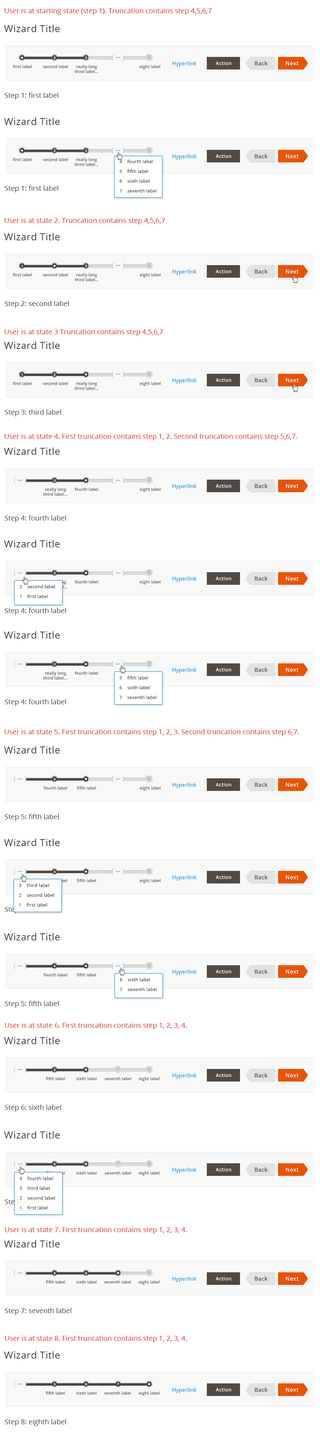 User is at starting state (step 1). Truncation contains step 4,5,6,7
Wizard Title
first label second label really long eight label Hyperlink Action Back Next
third label...
Step 1: first label
Wizard Title
first label second label really long eight label Hyperlink Action Back Next
third label...
4 fourth label
5 fifth label
6 sixth label
7 seventh label
Step 1: first label
User is at state 2. Truncation contains step 4,5,6,7
Wizard Title
first label second label really long eight label Hyperlink Action Back Next
third label...
Step 2: second label
User is at state 3 Truncation contains step 4,5,6,7
Wizard Title
first label second label really long eight label Hyperlink Action Back Next
third label...
Step 3: third label
User is at state 4. First truncation contains step 1, 2. Second truncation contains step 5,6,7.
Wizard Title
really long fourth label eight label Hyperlink Action Back Next
third label...
Step 4: fourth label
Wizard Title
fourth label eight label Hyperlink Action Back Next
2 second label
1 first label
Step 4: fourth label
Wizard Title
really long fourth label eight label Hyperlink Action Back Next
third label...
5 fifth label
6 sixth label
7 seventh label
Step 4: fourth label
User is at state 5. First truncation contains step 1, 2, 3. Second truncation contains step 6,7.
Wizard Title
fourth label fifth label eight label Hyperlink Action Back Next
Step 5: fifth label
Wizard Title
fifth label eight label Hyperlink Action Back Next
3 third label
2 second label
1 first label
Wizard Title
fourth label fifth label eight label Hyperlink Action Back Next
6 sixth label
7 seventh label
Step 5: fifth label
User is at state 6. First truncation contains step 1, 2, 3, 4.
Wizard Title
fifth label sixth label seventh label eight label Hyperlink Action Back Next
Step 6: sixth label
Wizard Title
sixth label seventh label eight label Hyperlink Action Back Next
4 fourth label
3 third label
2 second label
1 first label
User is at state 7. First truncation contains step 1, 2, 3, 4.
Wizard Title
fifth label sixth label seventh label eight label Hyperlink Action Back Next
Step 7: seventh label
User is at state 8. First truncation contains step 1, 2, 3, 4.
Wizard Title
fifth label sixth label seventh label eight label Hyperlink Action Back Next
Step 8: eighth label